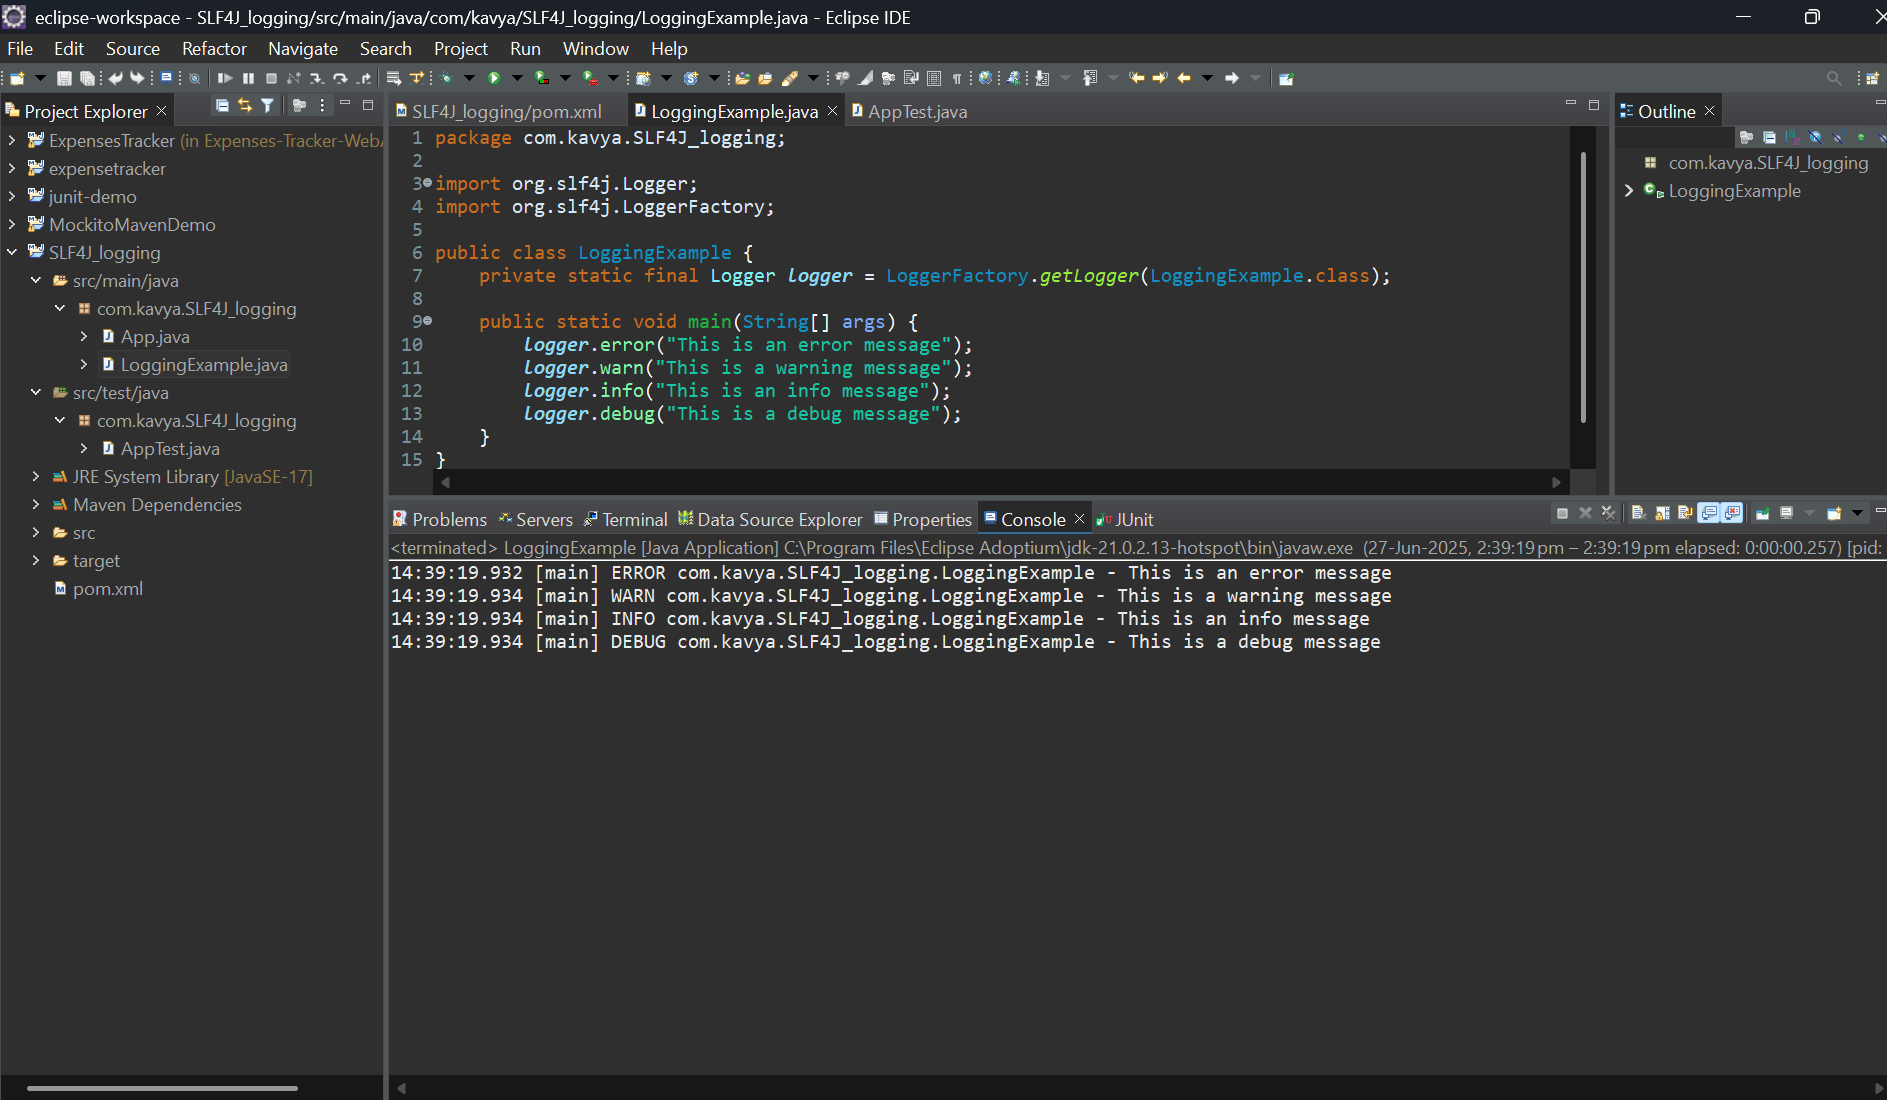 eclipse-workspace - SLF4J_logging/src/main/java/com/kavya/SLF4J_logging/LoggingExample.java - Eclipse IDE
File Edit Source Refactor Navigate Search Project Run Window Help
Project Explorer
ExpensesTracker (in Expenses-Tracker-Web
expensetracker
junit-demo
MockitoMavenDemo
SLF4J_logging
src/main/java
com.kavya.SLF4J_logging
App.java
LoggingExample.java
src/test/java
com.kavya.SLF4J_logging
AppTest.java
JRE System Library [JavaSE-17]
Maven Dependencies
src
target
pom.xml
SLF4J_logging/pom.xml LoggingExample.java AppTest.java
1 package com.kavya.SLF4J_logging;
2
3 import org.slf4j.Logger;
4 import org.slf4j.LoggerFactory;
5
6 public class LoggingExample {
7 private static final Logger logger = LoggerFactory.getLogger(LoggingExample.class);
8
9 public static void main(String[] args) {
10 logger.error("This is an error message");
11 logger.warn("This is a warning message");
12 logger.info("This is an info message");
13 logger.debug("This is a debug message");
14 }
15 }
Outline
com.kavya.SLF4J_logging
LoggingExample
Problems Servers Terminal Data Source Explorer Properties Console JUnit
<terminated> LoggingExample [Java Application] C:\Program Files\Eclipse Adoptium\jdk-21.0.2.13-hotspot\bin\javaw.exe (27-Jun-2025, 2:39:19 pm – 2:39:19 pm elapsed: 0:00:00.257) [pid:
14:39:19.932 [main] ERROR com.kavya.SLF4J_logging.LoggingExample - This is an error message
14:39:19.934 [main] WARN com.kavya.SLF4J_logging.LoggingExample - This is a warning message
14:39:19.934 [main] INFO com.kavya.SLF4J_logging.LoggingExample - This is an info message
14:39:19.934 [main] DEBUG com.kavya.SLF4J_logging.LoggingExample - This is a debug message